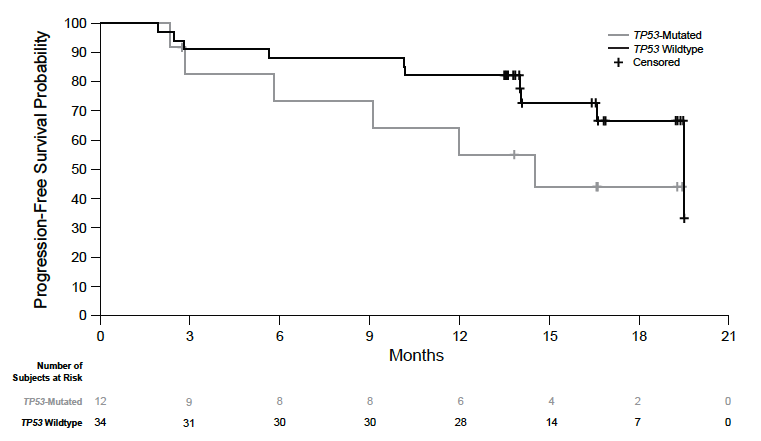 Progression-Free Survival Probability
100
90
80
70
60
50
40
30
20
10
0
TP53-Mutated
TP53 Wildtype
Censored
0 3 6 9 12 15 18 21
Months
Number of
Subjects at Risk
TP53-Mutated 12 9 8 8 6 4 2 0
TP53 Wildtype 34 31 30 30 28 14 7 0